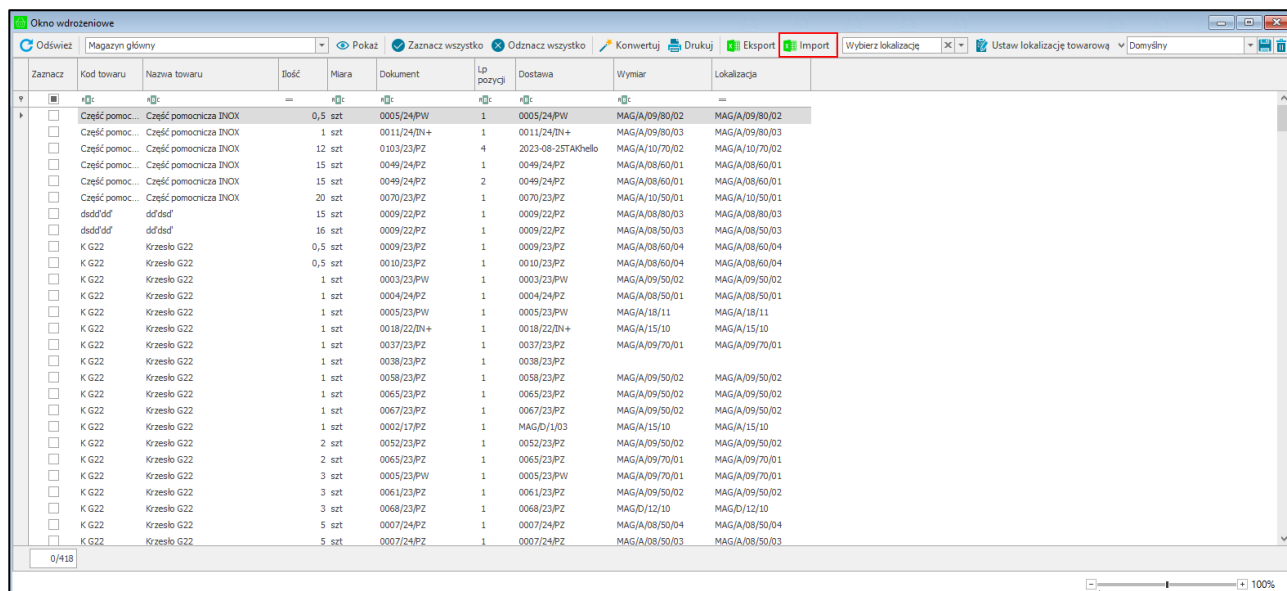 Okno wdrożeniowe
Odśwież Magazyn główny Pokaż Zaznacz wszystko Odznacz wszystko Konwertuj Drukuj Eksport Import Wybierz lokalizację Ustaw lokalizację towarową Domyślny
Zaznacz Kod towaru Nazwa towaru Ilość Miara Dokument Lp pozycji Dostawa Wymiar Lokalizacja
Część pomoc... Część pomocnicza INOX 0,5 szt 0005/24/PW 1 0005/24/PW MAG/A/09/80/02 MAG/A/09/80/02
Część pomoc... Część pomocnicza INOX 1 szt 0011/24/IN+ 1 0011/24/IN+ MAG/A/09/80/03 MAG/A/09/80/03
Część pomoc... Część pomocnicza INOX 12 szt 0103/23/PZ 4 2023-08-25TAKhello MAG/A/10/70/02 MAG/A/10/70/02
Część pomoc... Część pomocnicza INOX 15 szt 0049/24/PZ 1 0049/24/PZ MAG/A/08/60/01 MAG/A/08/60/01
Część pomoc... Część pomocnicza INOX 15 szt 0049/24/PZ 2 0049/24/PZ MAG/A/08/60/01 MAG/A/08/60/01
Część pomoc... Część pomocnicza INOX 20 szt 0070/23/PZ 1 0070/23/PZ MAG/A/10/50/01 MAG/A/10/50/01
dsdd'dd' dd'dsd' 15 szt 0009/22/PZ 1 0009/22/PZ MAG/A/08/80/03 MAG/A/08/80/03
dsdd'dd' dd'dsd' 16 szt 0009/22/PZ 1 0009/22/PZ MAG/A/08/50/03 MAG/A/08/50/03
K G22 Krzesło G22 0,5 szt 0009/23/PZ 1 0009/23/PZ MAG/A/08/60/04 MAG/A/08/60/04
K G22 Krzesło G22 0,5 szt 0010/23/PZ 1 0010/23/PZ MAG/A/08/60/04 MAG/A/08/60/04
K G22 Krzesło G22 1 szt 0003/23/PW 1 0003/23/PW MAG/A/09/50/02 MAG/A/09/50/02
K G22 Krzesło G22 1 szt 0004/24/PZ 1 0004/24/PZ MAG/A/08/50/01 MAG/A/08/50/01
K G22 Krzesło G22 1 szt 0005/23/PW 1 0005/23/PW MAG/A/18/11 MAG/A/18/11
K G22 Krzesło G22 1 szt 0018/22/IN+ 1 0018/22/IN+ MAG/A/15/10 MAG/A/15/10
K G22 Krzesło G22 1 szt 0037/23/PZ 1 0037/23/PZ MAG/A/09/70/01 MAG/A/09/70/01
K G22 Krzesło G22 1 szt 0038/23/PZ 1 0038/23/PZ
K G22 Krzesło G22 1 szt 0058/23/PZ 1 0058/23/PZ MAG/A/09/50/02 MAG/A/09/50/02
K G22 Krzesło G22 1 szt 0065/23/PZ 1 0065/23/PZ MAG/A/09/50/02 MAG/A/09/50/02
K G22 Krzesło G22 1 szt 0067/23/PZ 1 0067/23/PZ MAG/A/09/50/02 MAG/A/09/50/02
K G22 Krzesło G22 1 szt 0002/17/PZ 1 MAG/D/1/03 MAG/A/15/10 MAG/A/15/10
K G22 Krzesło G22 2 szt 0052/23/PZ 1 0052/23/PZ MAG/A/09/50/02 MAG/A/09/50/02
K G22 Krzesło G22 2 szt 0065/23/PZ 1 0065/23/PZ MAG/A/09/70/01 MAG/A/09/70/01
K G22 Krzesło G22 3 szt 0005/23/PW 1 0005/23/PW MAG/A/09/70/01 MAG/A/09/70/01
K G22 Krzesło G22 3 szt 0061/23/PZ 1 0061/23/PZ MAG/A/09/50/02 MAG/A/09/50/02
K G22 Krzesło G22 3 szt 0068/23/PZ 1 0068/23/PZ MAG/D/12/10 MAG/D/12/10
K G22 Krzesło G22 5 szt 0007/24/PZ 1 0007/24/PZ MAG/A/08/50/04 MAG/A/08/50/04
K G22 Krzesło G22 5 szt 0007/24/PZ 1 0007/24/PZ MAG/A/08/50/03 MAG/A/08/50/03
0/418
100%